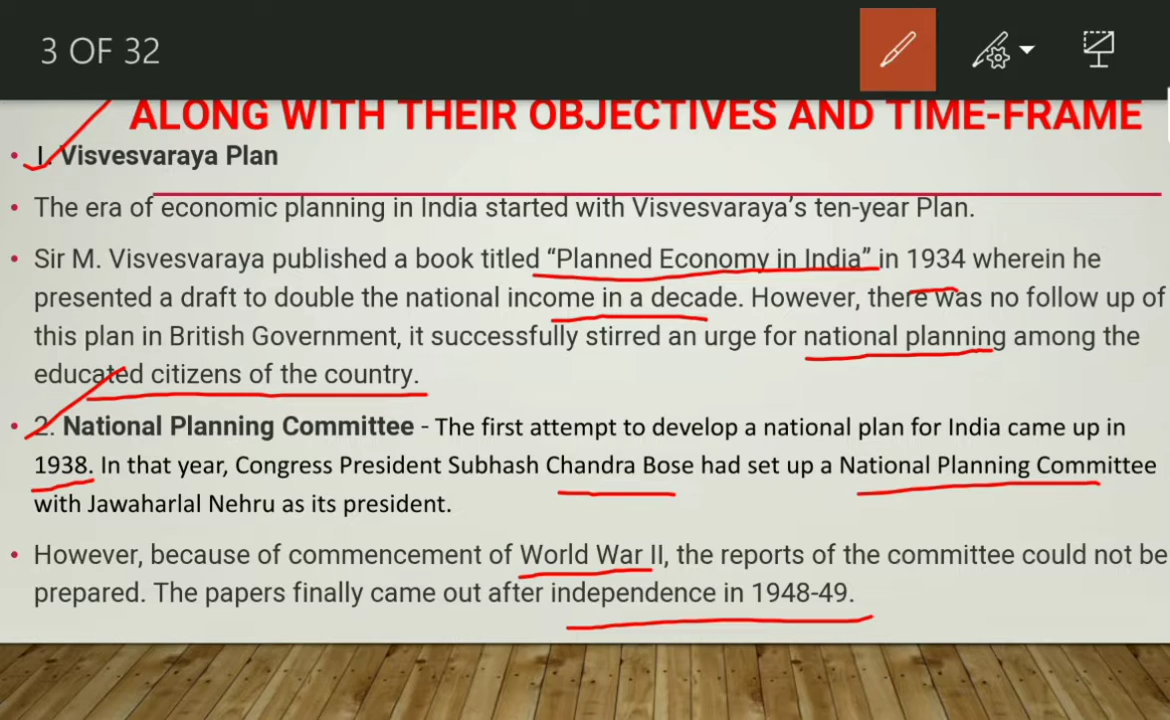 3 OF 32
ALONG WITH THEIR OBJECTIVES AND TIME-FRAME
• 1. Visvesvaraya Plan
• The era of economic planning in India started with Visvesvaraya's ten-year Plan.
• Sir M. Visvesvaraya published a book titled “Planned Economy in India” in 1934 wherein he
presented a draft to double the national income in a decade. However, there was no follow up of
this plan in British Government, it successfully stirred an urge for national planning among the
educated citizens of the country.
• 2. National Planning Committee - The first attempt to develop a national plan for India came up in
1938. In that year, Congress President Subhash Chandra Bose had set up a National Planning Committee
with Jawaharlal Nehru as its president.
• However, because of commencement of World War II, the reports of the committee could not be
prepared. The papers finally came out after independence in 1948-49.